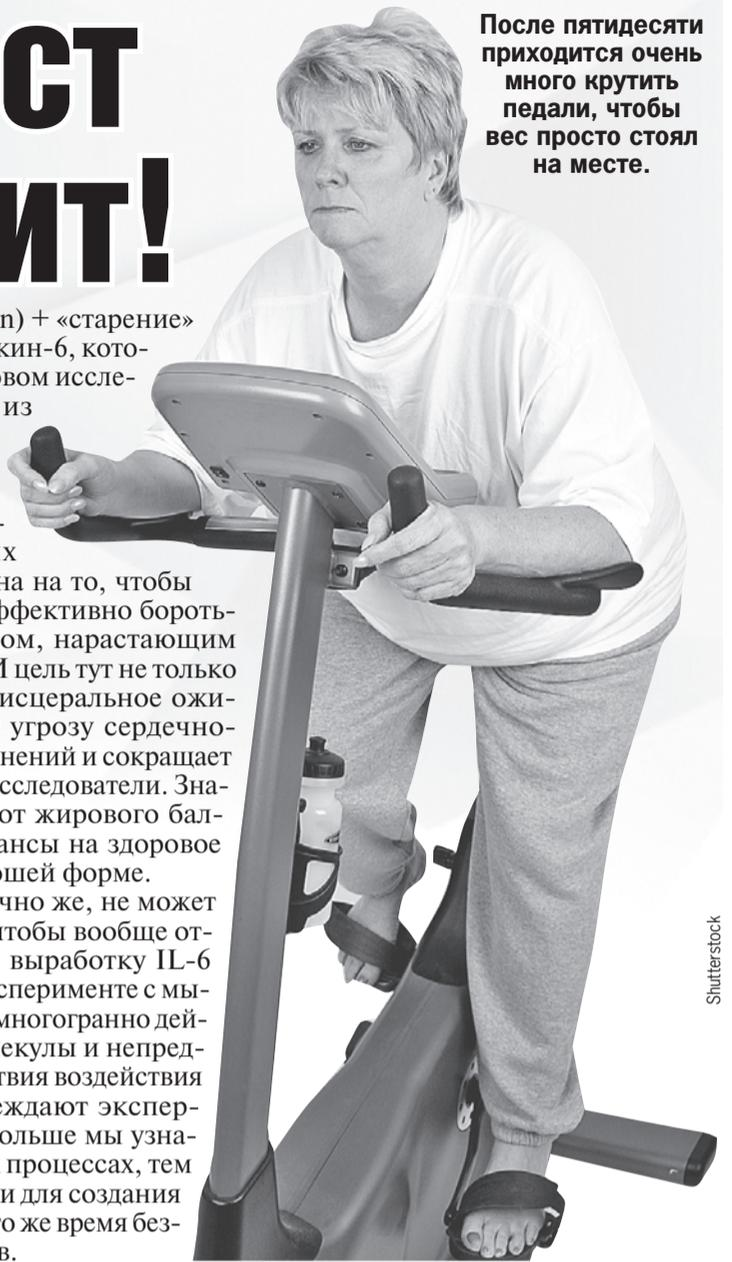 СТ
ИТ!
После пятидесяти
приходится очень
много крутить
педали, чтобы
вес просто стоял
на месте.
n) + «старение»
кин-6, кото-
овом иссле-
из
-
их
на на то, чтобы
ффективно бороть-
ом, нарастающим
И цель тут не только
исцеральное ожи-
угрозу сердечно-
нений и сокращает
сследователи. Зна-
от жирового бал-
ансы на здоровое
ошей форме.
чно же, не может
чтобы вообще от-
выработку IL-6
сперименте с мы-
многогранно дей-
екулы и непред-
твия воздействия
еждают экспер-
ольше мы узна-
процессах, тем
и для создания
то же время без-
в.
Shutterstock